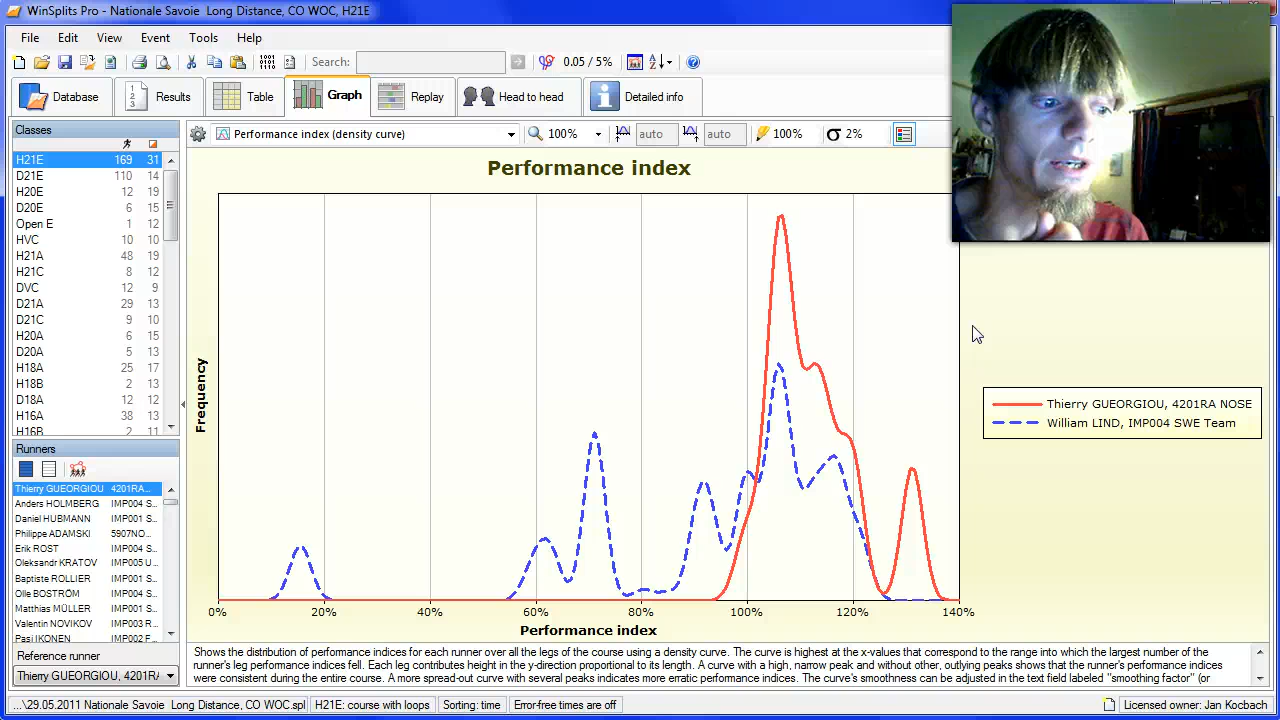 WinSplits Pro - Nationale Savoie  Long Distance, CO WOC, H21E
File Edit View Event Tools Help
Search: 0.05 / 5%
Database Results Table Graph Replay Head to head Detailed info
Classes
H21E 169 31
D21E 110 14
H20E 12 19
D20E 6 15
Open E 1 12
HVC 10 10
H21A 48 19
H21C 8 12
DVC 12 9
D21A 29 13
D21C 9 10
H20A 6 15
D20A 5 13
H18A 25 17
H18B 2 13
D18A 12 12
H16A 38 13
H16B 2 11
Runners
Thierry GUEORGIOU 4201RA...
Anders HOLMBERG IMP004 S...
Daniel HUBMANN IMP001 S...
Philippe ADAMSKI 5907NO...
Erik ROST IMP004 S...
Oleksandr KRATOV IMP005 U...
Baptiste ROLLIER IMP001 S...
Olle BOSTRÖM IMP004 S...
Matthias MÜLLER IMP001 S...
Valentin NOVIKOV IMP003 R...
Pasi IKONEN IMP002 F...
Reference runner
Thierry GUEORGIOU, 4201R
Performance index (density curve) 100% auto auto 100% σ 2%
Performance index
Frequency
0% 20% 40% 60% 80% 100% 120% 140%
Performance index
Thierry GUEORGIOU, 4201RA NOSE
William LIND, IMP004 SWE Team
Shows the distribution of performance indices for each runner over all the legs of the course using a density curve. The curve is highest at the x-values that correspond to the range into which the largest number of the
runner's leg performance indices fell. Each leg contributes height in the y-direction proportional to its length. A curve with a high, narrow peak and without other, outlying peaks shows that the runner's performance indices
were consistent during the entire course. A more spread-out curve with several peaks indicates more erratic performance indices. The curve's smoothness can be adjusted in the text field labeled "smoothing factor" (or
...\29.05.2011 Nationale Savoie  Long Distance, CO WOC.spl H21E: course with loops Sorting: time Error-free times are off Licensed owner: Jan Kocbach